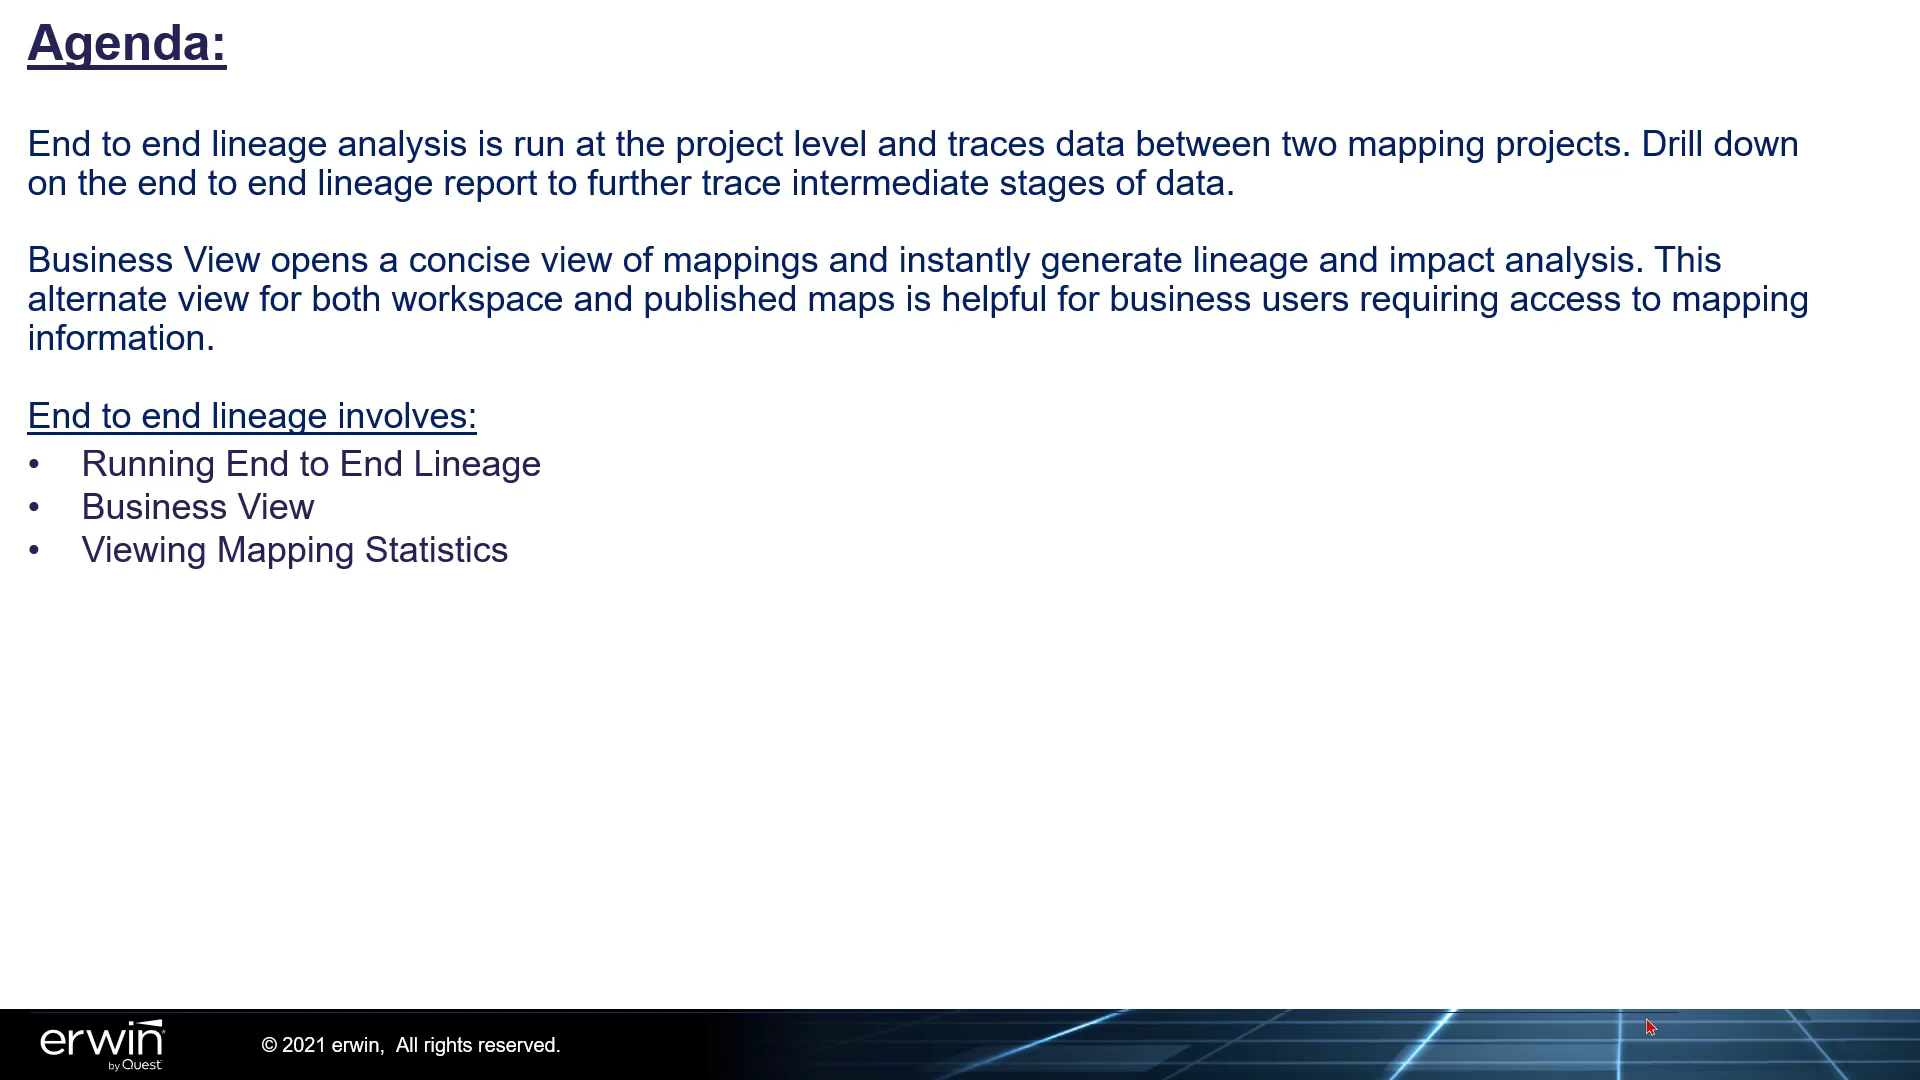 Agenda:
End to end lineage analysis is run at the project level and traces data between two mapping projects. Drill down
on the end to end lineage report to further trace intermediate stages of data.
Business View opens a concise view of mappings and instantly generate lineage and impact analysis. This
alternate view for both workspace and published maps is helpful for business users requiring access to mapping
information.
End to end lineage involves:
• Running End to End Lineage
• Business View
• Viewing Mapping Statistics
erwin
by Quest
© 2021 erwin, All rights reserved.